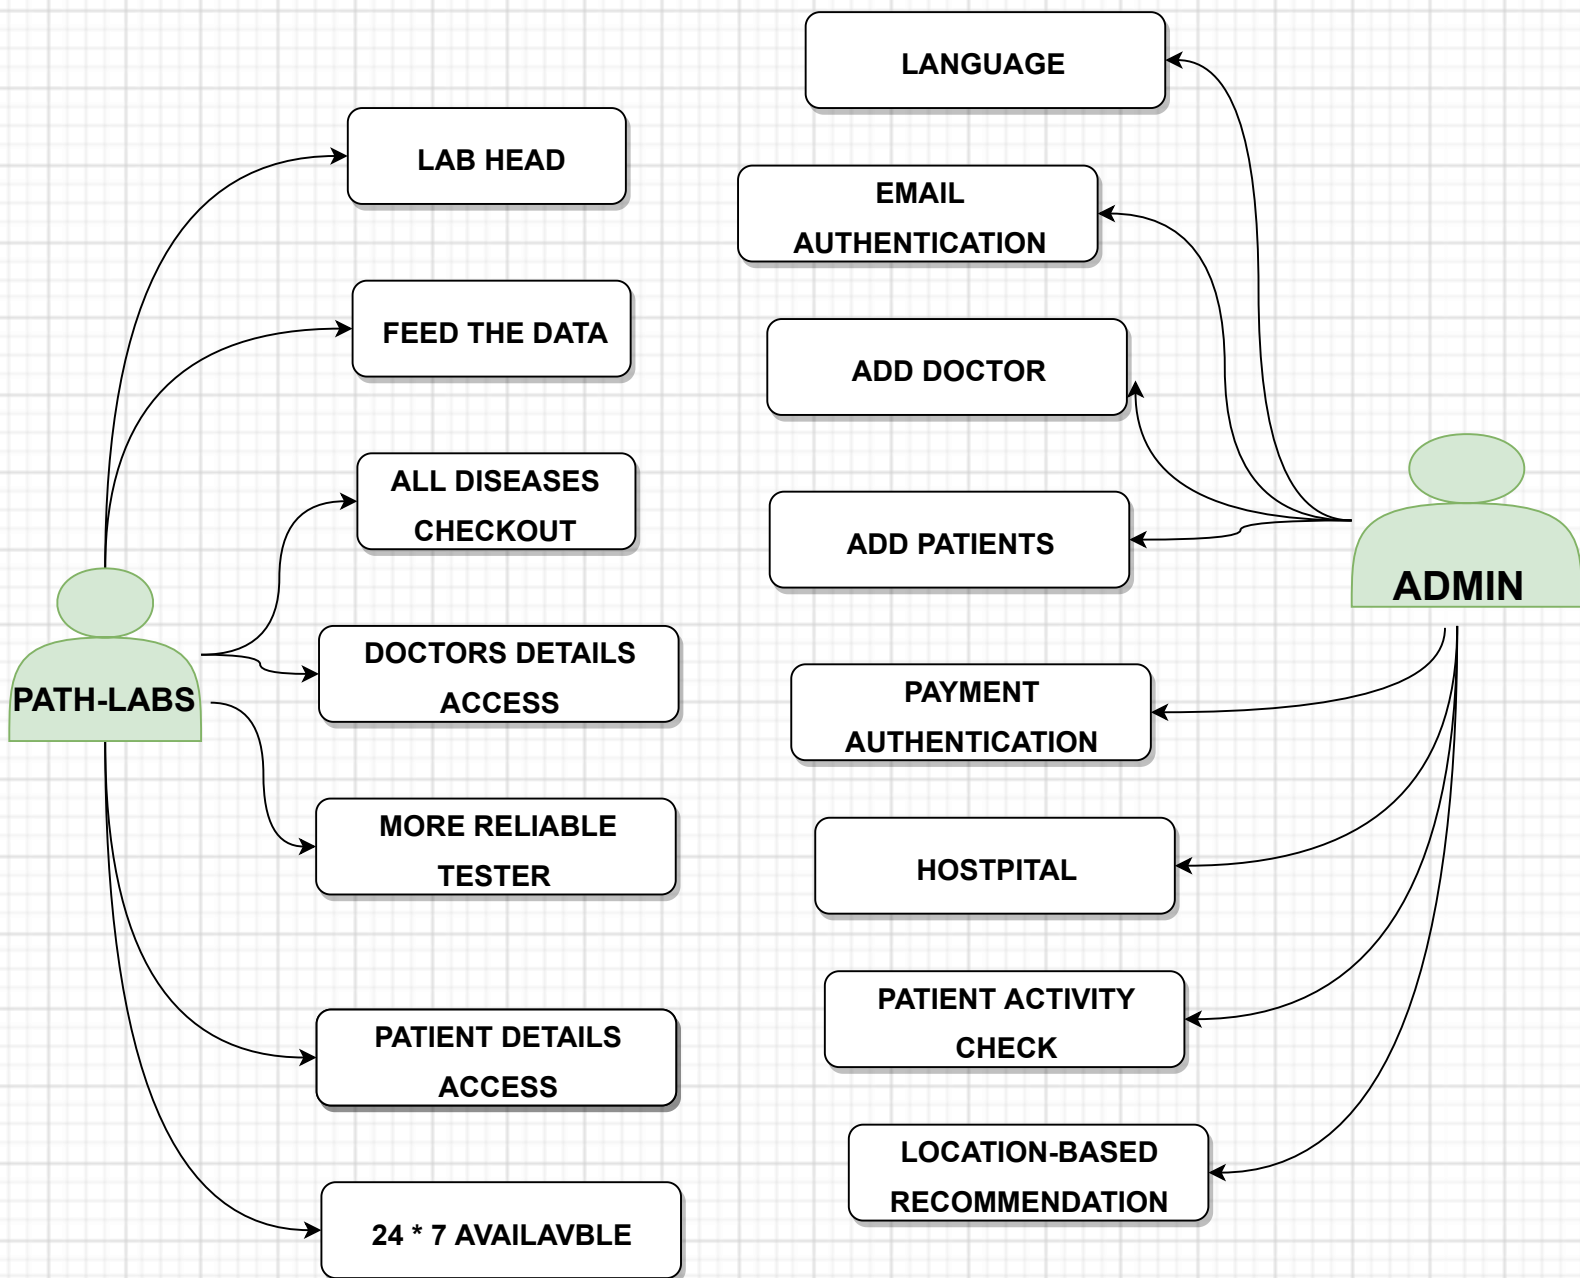 LANGUAGE
LAB HEAD
EMAIL
AUTHENTICATION
FEED THE DATA
ADD DOCTOR
ALL DISEASES
CHECKOUT
ADD PATIENTS
ADMIN
DOCTORS DETAILS
ACCESS
PATH-LABS
PAYMENT
AUTHENTICATION
MORE RELIABLE
TESTER
HOSTPITAL
PATIENT ACTIVITY
CHECK
PATIENT DETAILS
ACCESS
LOCATION-BASED
RECOMMENDATION
24 * 7 AVAILAVBLE